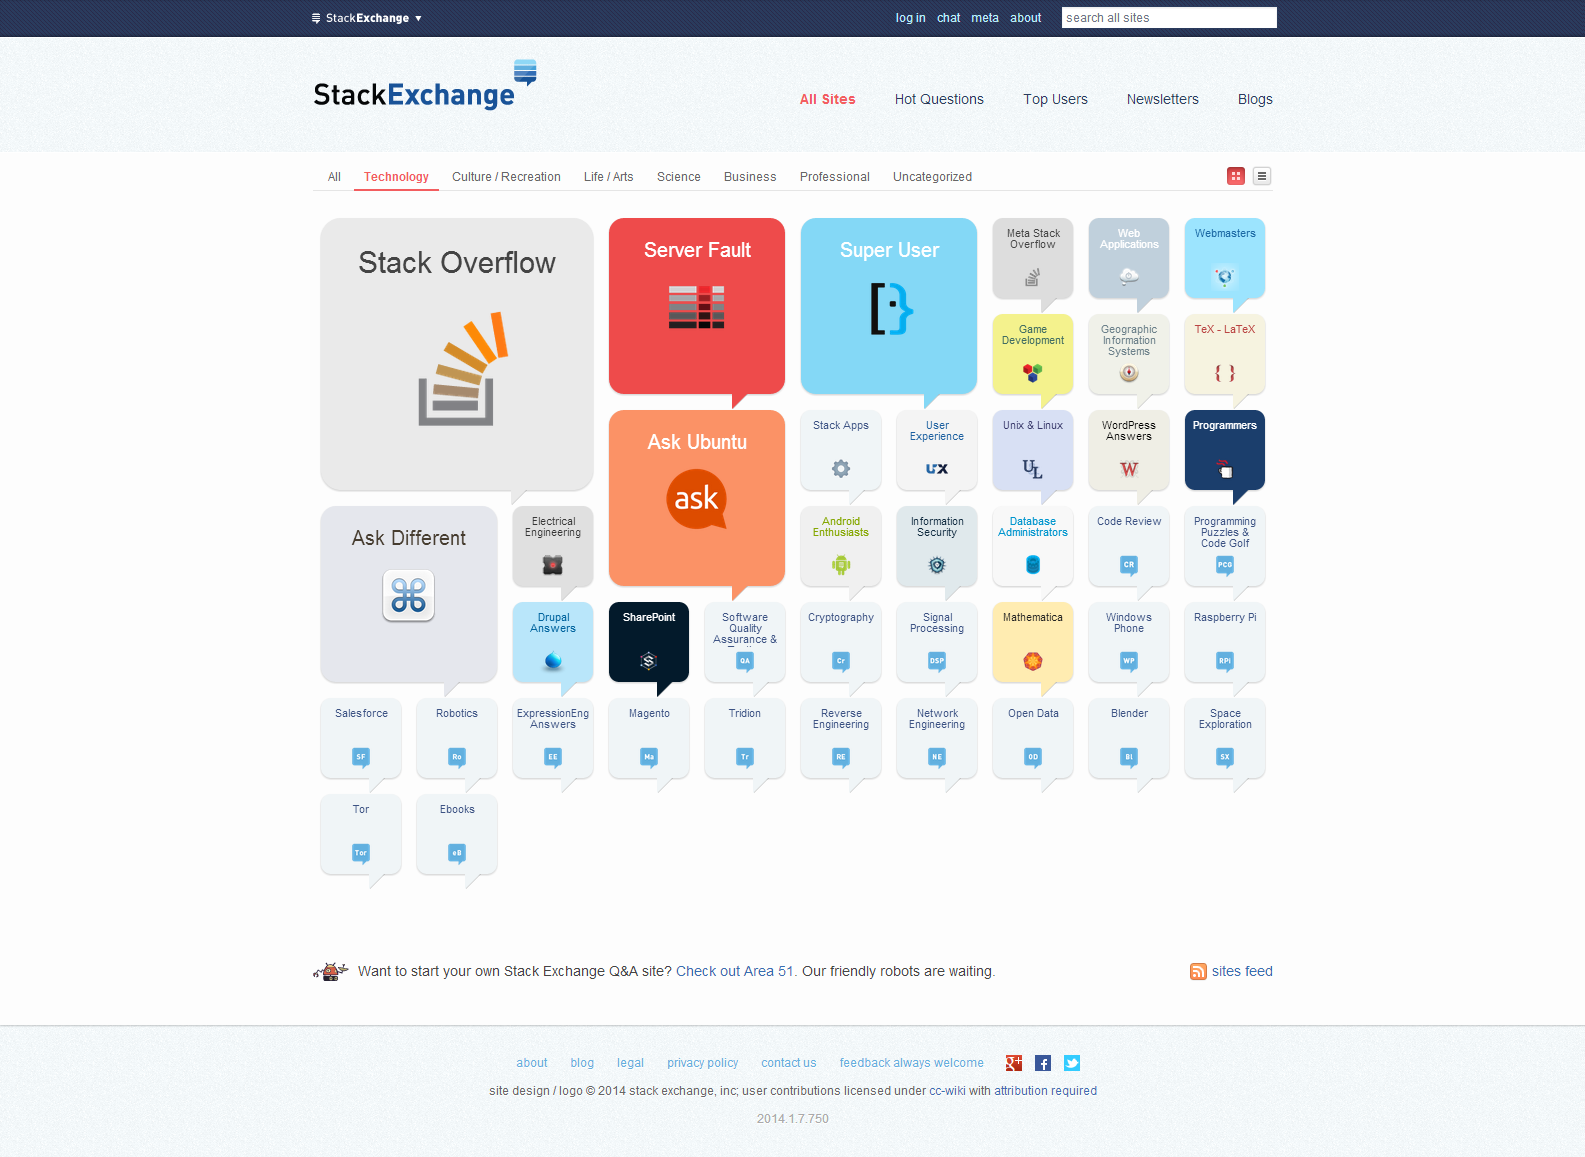 StackExchange ▼
log in chat meta about
search all sites
StackExchange
All Sites Hot Questions Top Users Newsletters Blogs
All Technology Culture / Recreation Life / Arts Science Business Professional Uncategorized
Stack Overflow
Server Fault
Super User
Meta Stack
Overflow
Web
Applications
Webmasters
Game
Development
Geographic
Information
Systems
TeX - LaTeX
{ }
Ask Ubuntu
ask
Stack Apps
User
Experience
UX
Unix & Linux
UL
WordPress
Answers
W
Programmers
Ask Different
⌘
Electrical
Engineering
Android
Enthusiasts
Information
Security
Database
Administrators
Code Review
CR
Programming
Puzzles &
Code Golf
PCG
Drupal
Answers
SharePoint
S
Software
Quality
Assurance &
QA
Cryptography
Cr
Signal
Processing
DSP
Mathematica
Windows
Phone
WP
Raspberry Pi
RPi
Salesforce
SF
Robotics
Ro
ExpressionEng
Answers
EE
Magento
Ma
Tridion
Tr
Reverse
Engineering
RE
Network
Engineering
NE
Open Data
OD
Blender
Bl
Space
Exploration
SX
Tor
Tor
Ebooks
eB
Want to start your own Stack Exchange Q&A site? Check out Area 51. Our friendly robots are waiting.
sites feed
about blog legal privacy policy contact us feedback always welcome
site design / logo © 2014 stack exchange, inc; user contributions licensed under cc-wiki with attribution required
2014.1.7.750